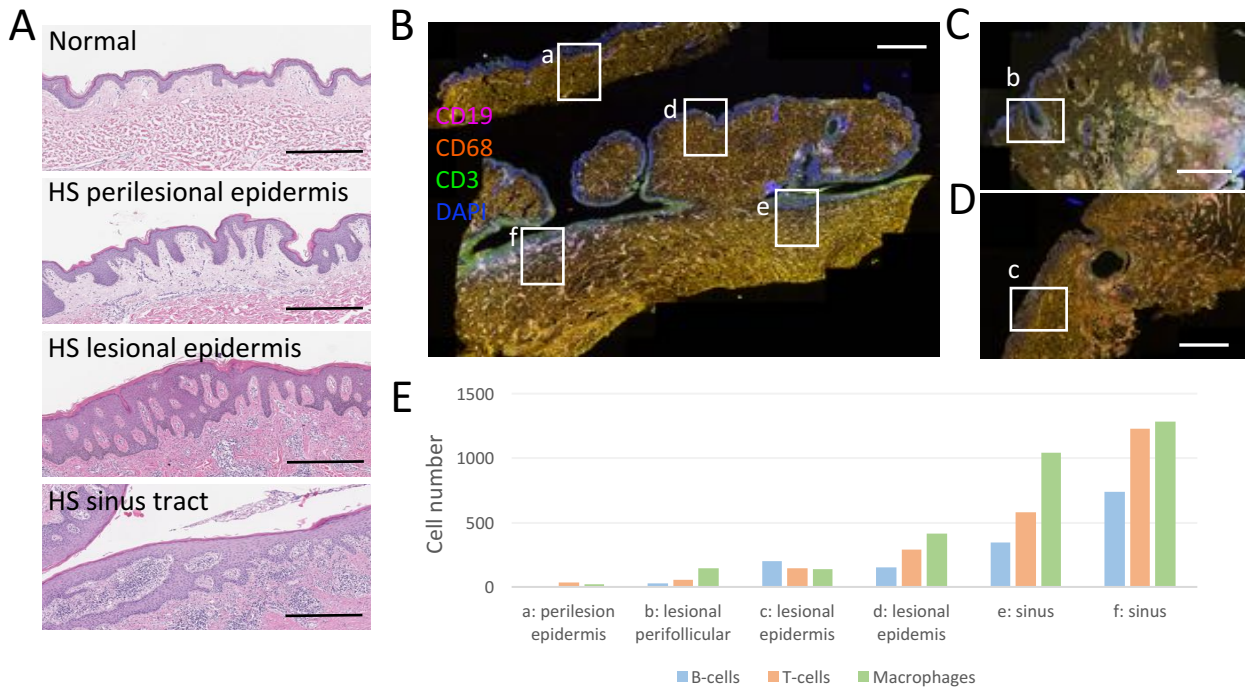 A
Normal
HS perilesional epidermis
HS lesional epidermis
HS sinus tract
B
CD19
CD68
CD3
DAPI
a
d
e
f
C
b
D
c
E
Cell number
1500
1000
500
0
a: perilesion
epidermis
b: lesional
perifollicular
c: lesional
epidermis
d: lesional
epidemis
e: sinus
f: sinus
B-cells T-cells Macrophages